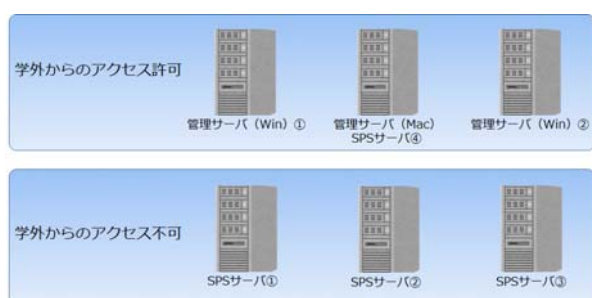 学外からのアクセス許可
管理サーバ（Win）①
管理サーバ（Mac）
SPSサーバ④
管理サーバ（Win）②
学外からのアクセス不可
SPSサーバ①
SPSサーバ②
SPSサーバ③